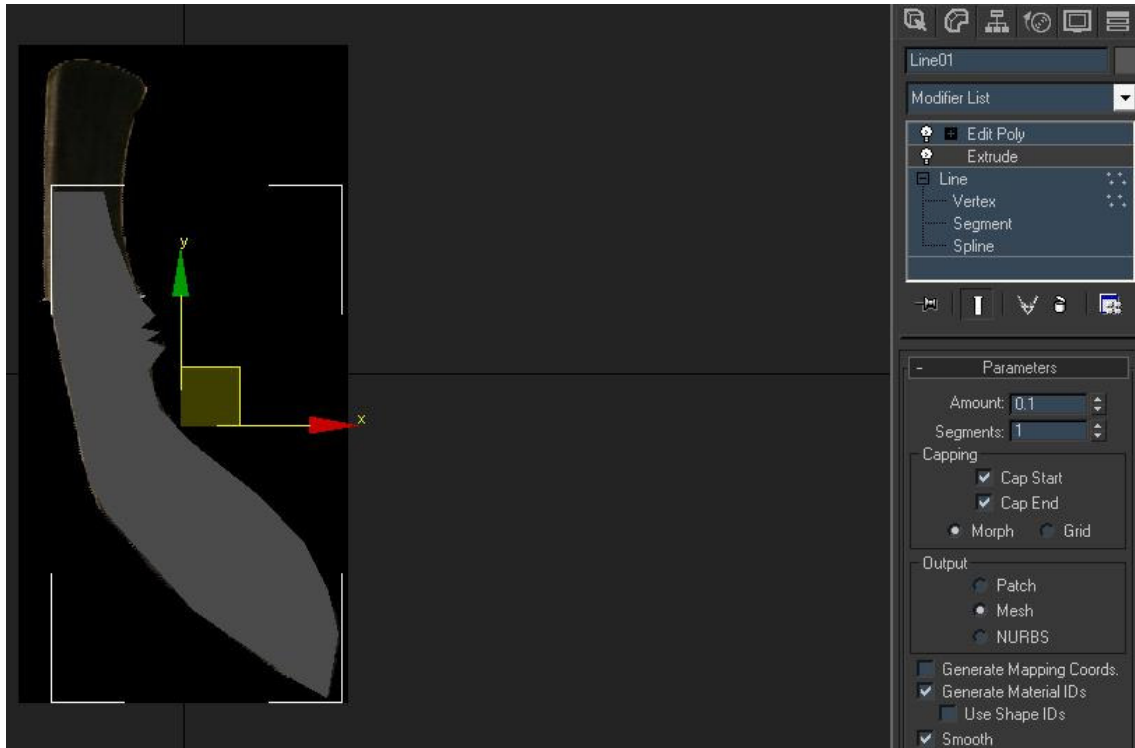 Line01
Modifier List
Edit Poly
Extrude
Line
Vertex
Segment
Spline
y
x
- Parameters
Amount: 0.1
Segments: 1
Capping
Cap Start
Cap End
Morph Grid
Output
Patch
Mesh
NURBS
Generate Mapping Coords.
Generate Material IDs
Use Shape IDs
Smooth